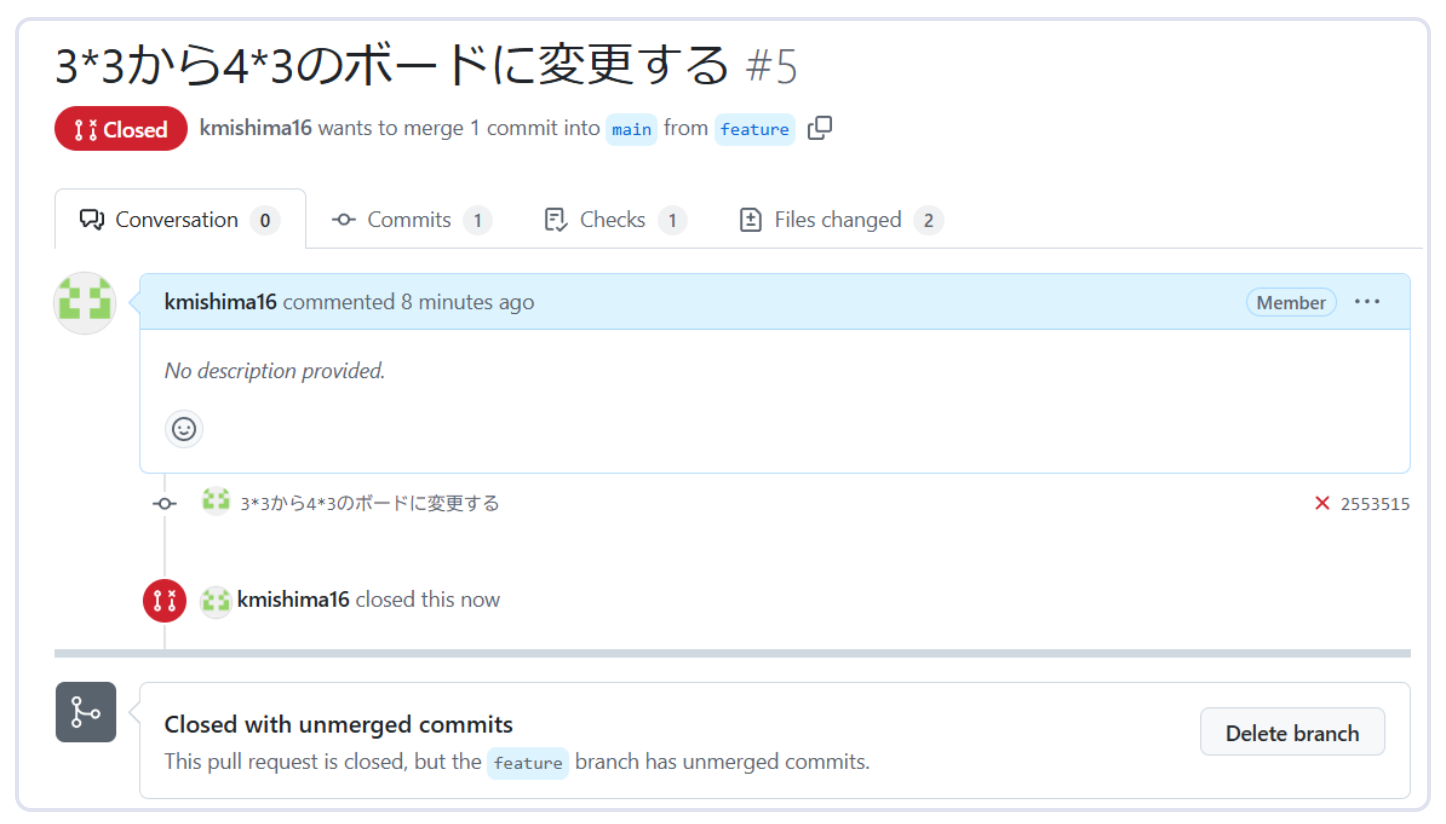 3*3から4*3のボードに変更する #5
Closed kmishima16 wants to merge 1 commit into main from feature
Conversation 0 Commits 1 Checks 1 Files changed 2
kmishima16 commented 8 minutes ago Member
No description provided.
3*3から4*3のボードに変更する 2553515
kmishima16 closed this now
Closed with unmerged commits
Delete branch
This pull request is closed, but the feature branch has unmerged commits.